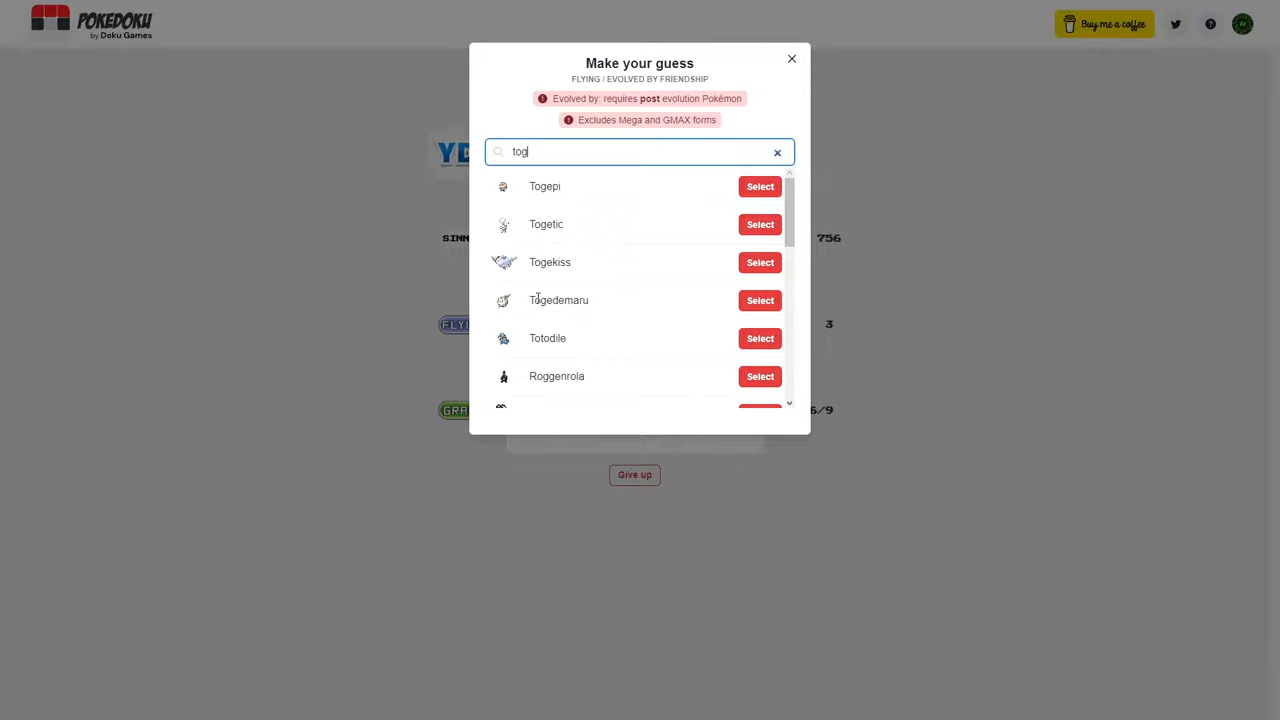 POKEDOKU
by Doku Games
Buy me a coffee
Make your guess
FLYING / EVOLVED BY FRIENDSHIP
Evolved by: requires post evolution Pokémon
Excludes Mega and GMAX forms
tog
Togepi Select
Togetic Select
Togekiss Select
Togedemaru Select
Totodile Select
Roggenrola Select
SINN
756
FLYI
3
GRA
6/9
Give up